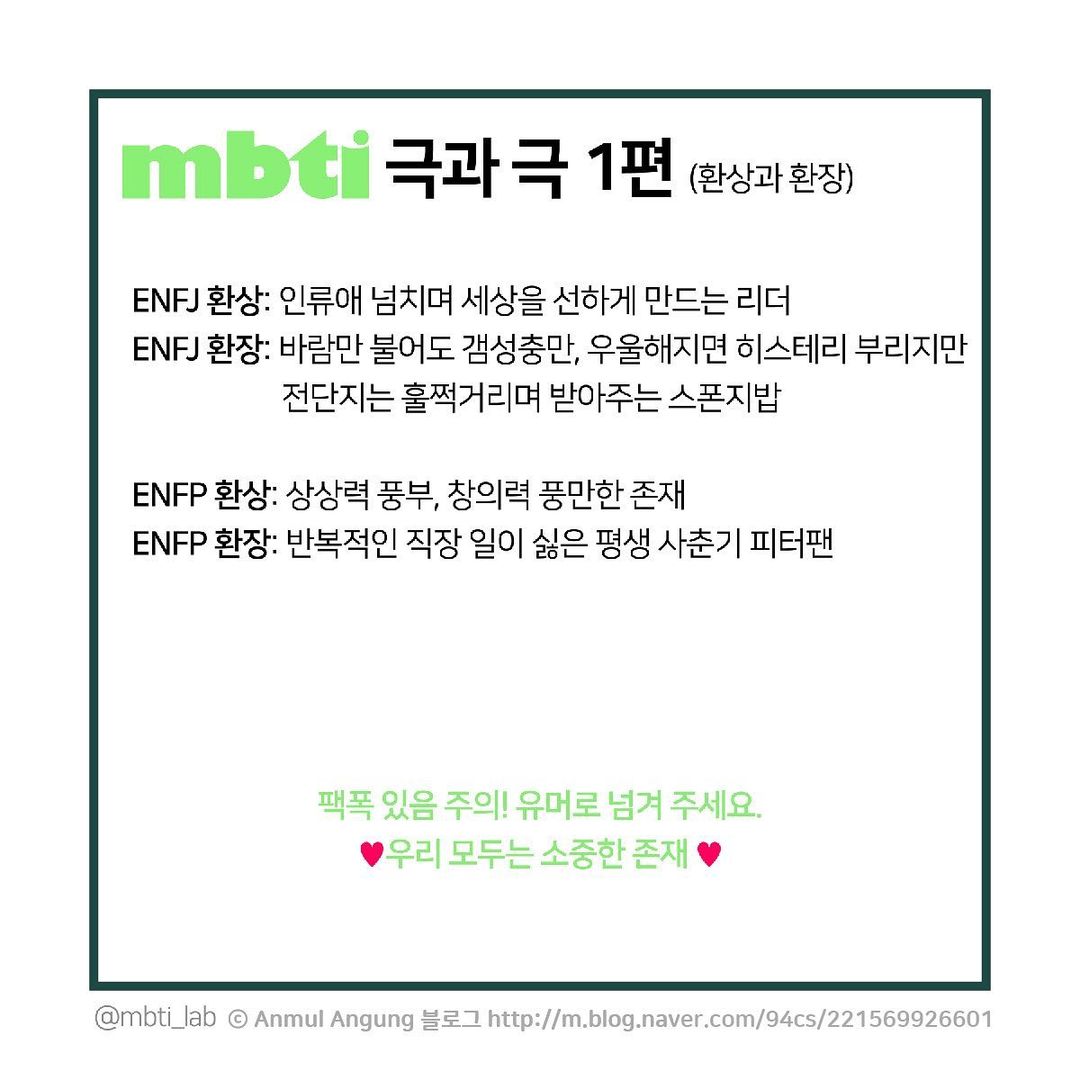 mbti 극과 극 1편 (환상과 환장)
ENFJ 환상: 인류애 넘치며 세상을 선하게 만드는 리더
ENFJ 환장: 바람만 불어도 갬성충만, 우울해지면 히스테리 부리지만
전단지는 훌쩍거리며 받아주는 스폰지밥
ENFP 환상: 상상력 풍부, 창의력 풍만한 존재
ENFP 환장: 반복적인 직장 일이 싫은 평생 사춘기 피터팬
팩폭 있음 주의! 유머로 넘겨 주세요.
♥우리 모두는 소중한 존재 ♥
@mbti_lab © Anmul Angung 블로그 http://m.blog.naver.com/94cs/221569926601